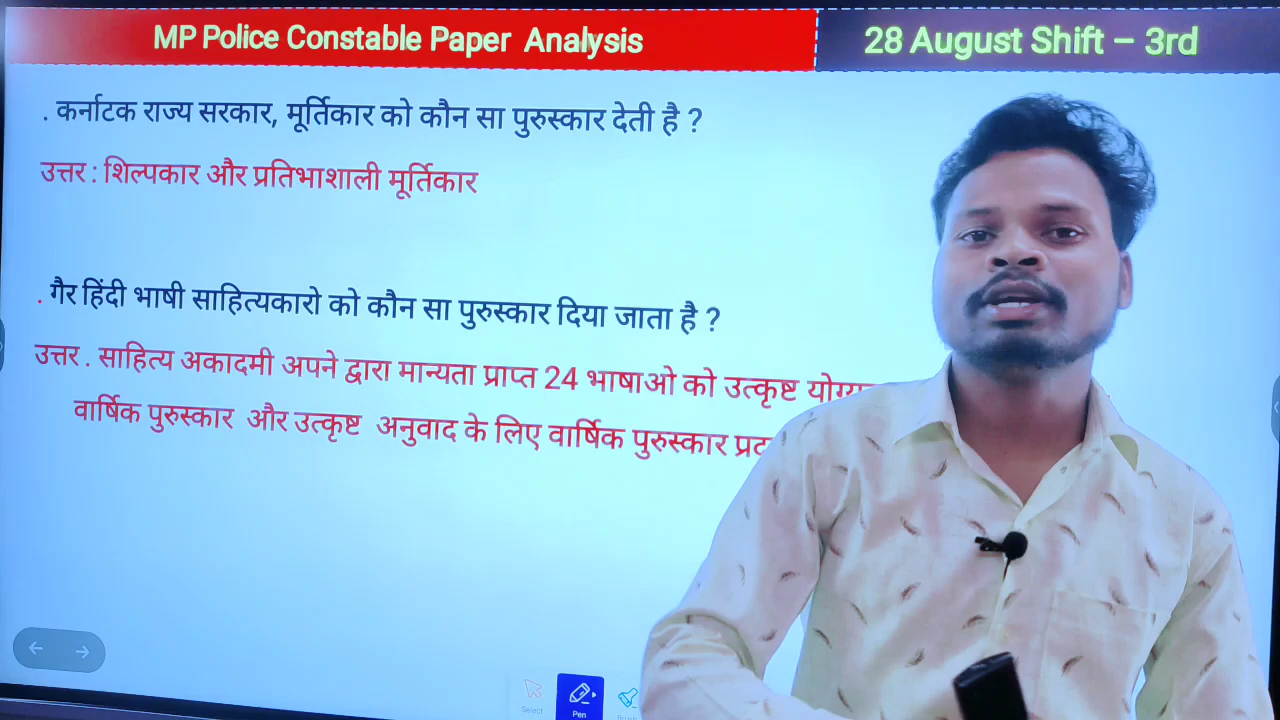 MP Police Constable Paper Analysis
28 August Shift – 3rd
. कर्नाटक राज्य सरकार, मूर्तिकार को कौन सा पुरुस्कार देती है ?
उत्तर : शिल्पकार और प्रतिभाशाली मूर्तिकार
. गैर हिंदी भाषी साहित्यकारो को कौन सा पुरुस्कार दिया जाता है ?
उत्तर . साहित्य अकादमी अपने द्वारा मान्यता प्राप्त 24 भाषाओ को उत्कृष्ट
वार्षिक पुरुस्कार और उत्कृष्ट अनुवाद के लिए वार्षिक पुरुस्कार
Select
Pen